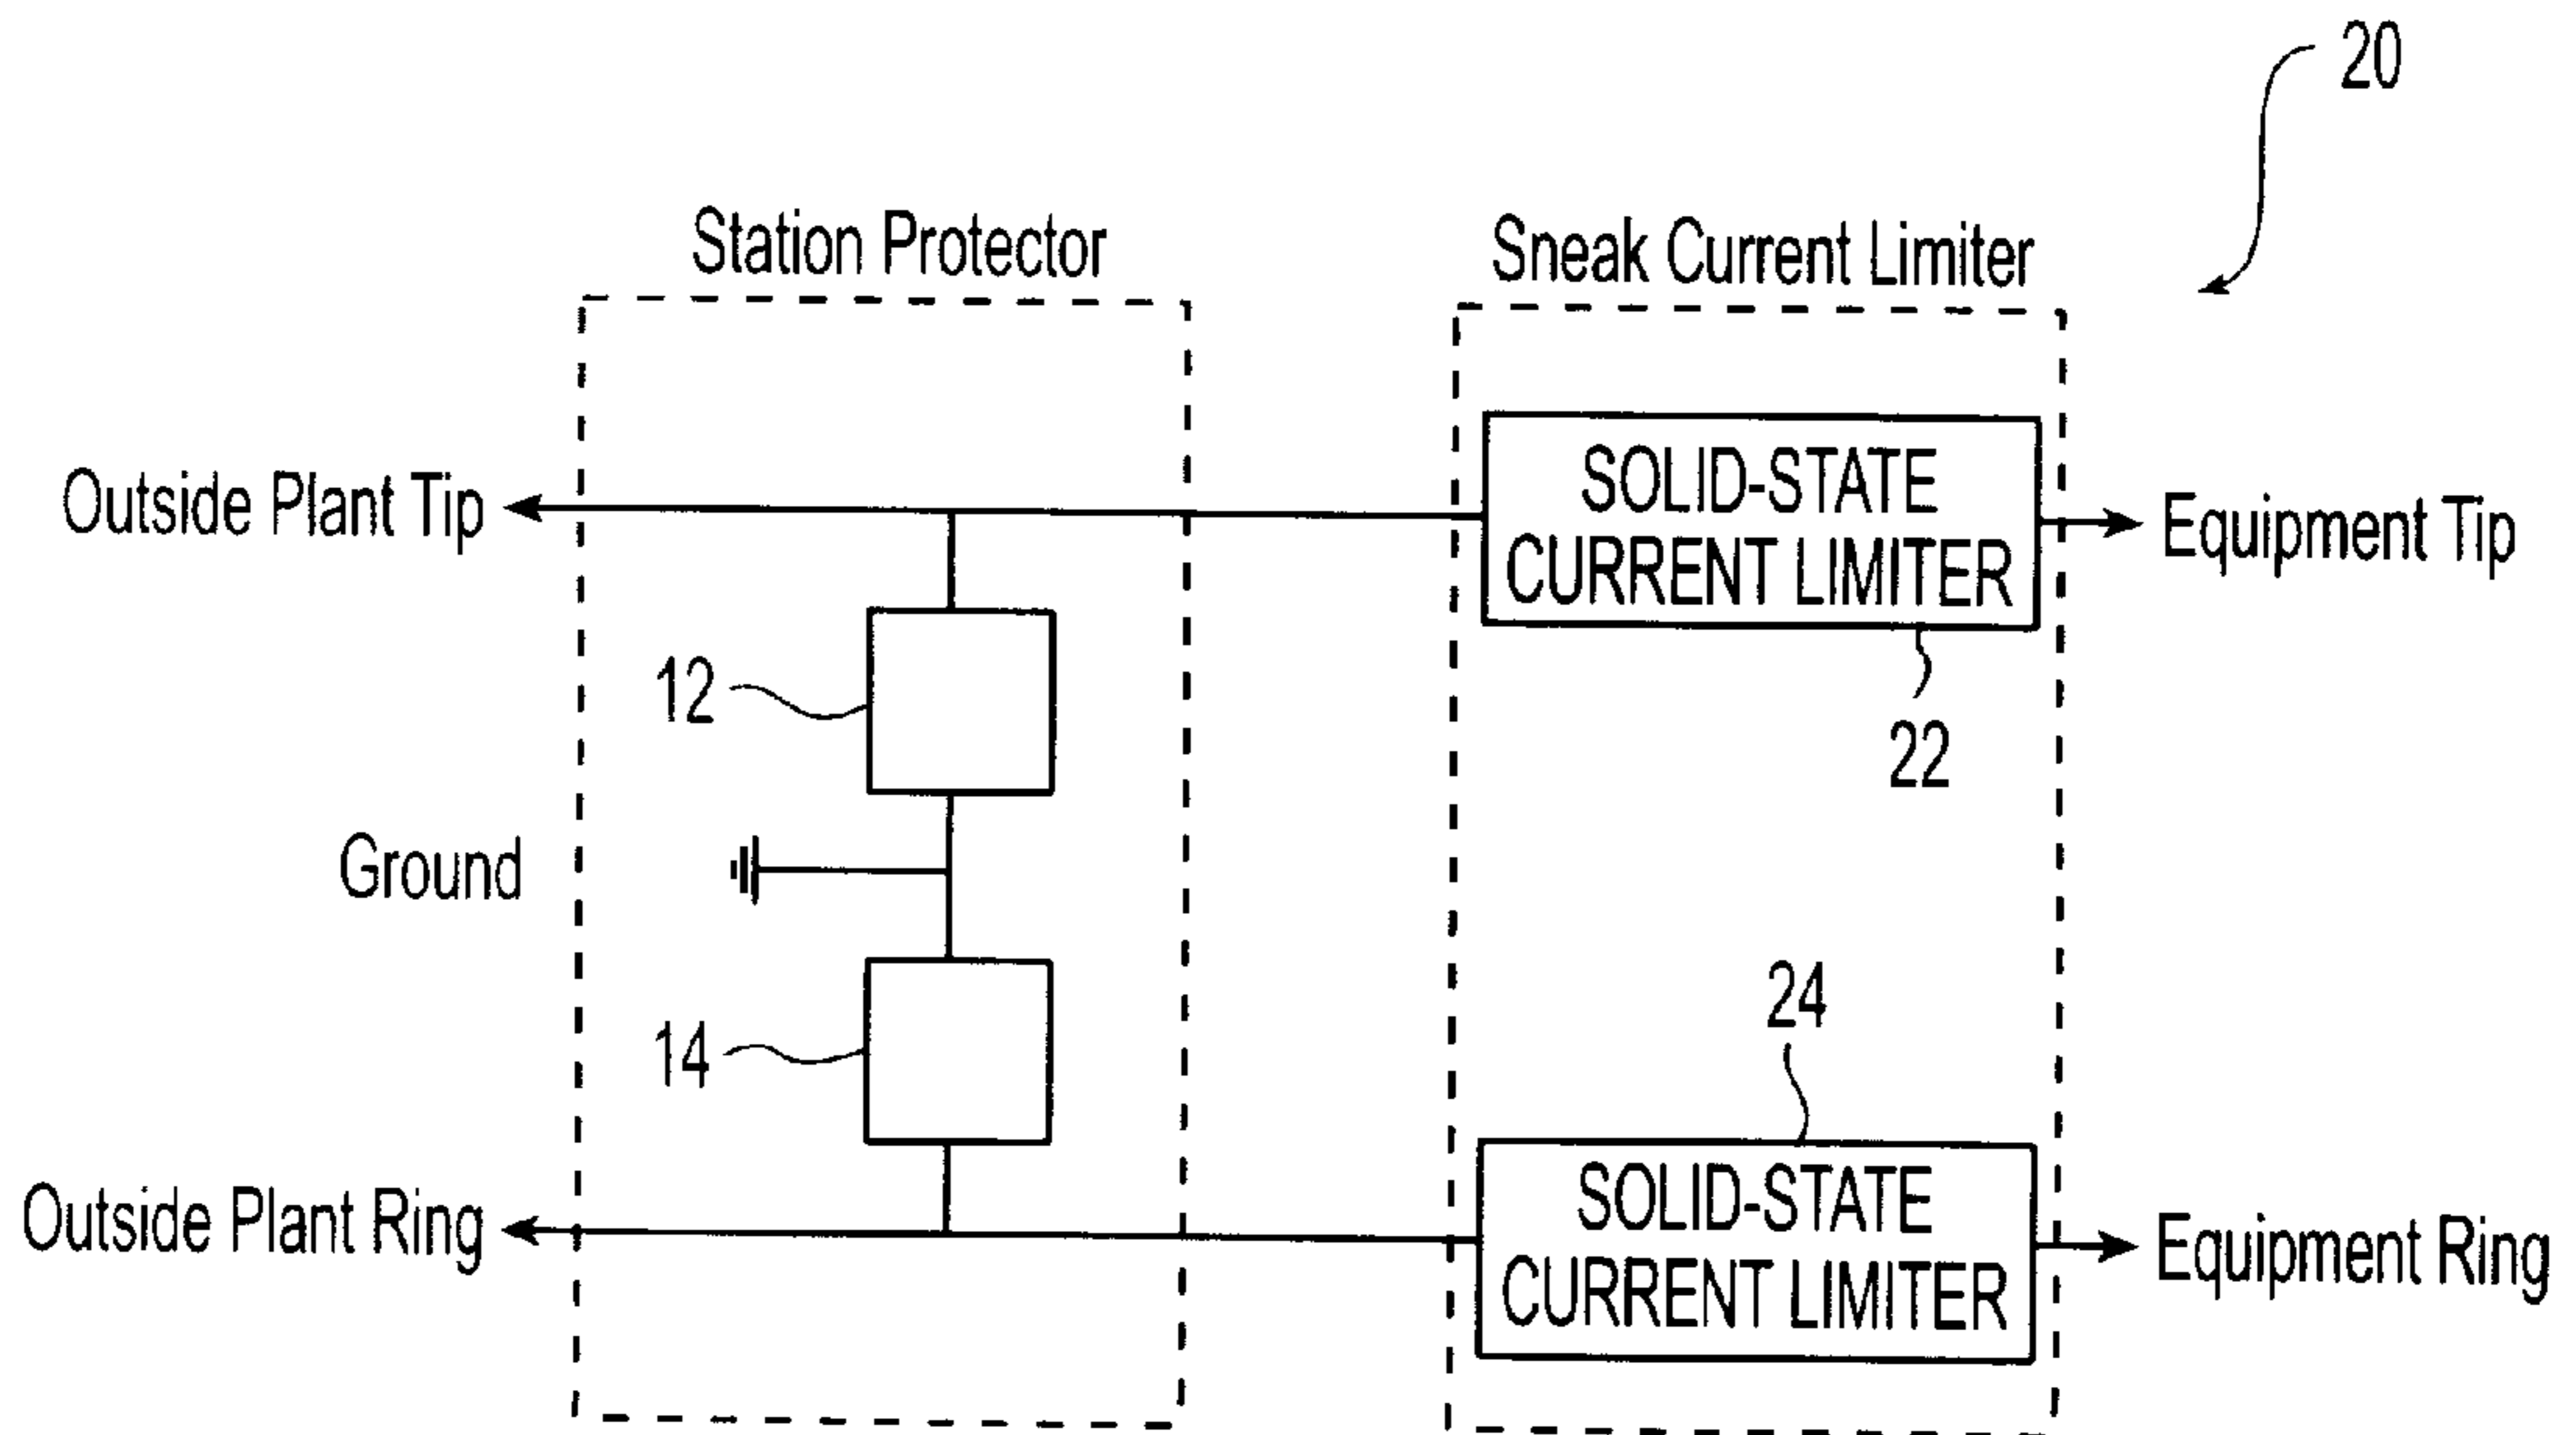 20
Station Protector
Sneak Current Limiter
Outside Plant Tip
SOLID-STATE
CURRENT LIMITER
Equipment Tip
12
22
Ground
14
24
Outside Plant Ring
SOLID-STATE
CURRENT LIMITER
Equipment Ring